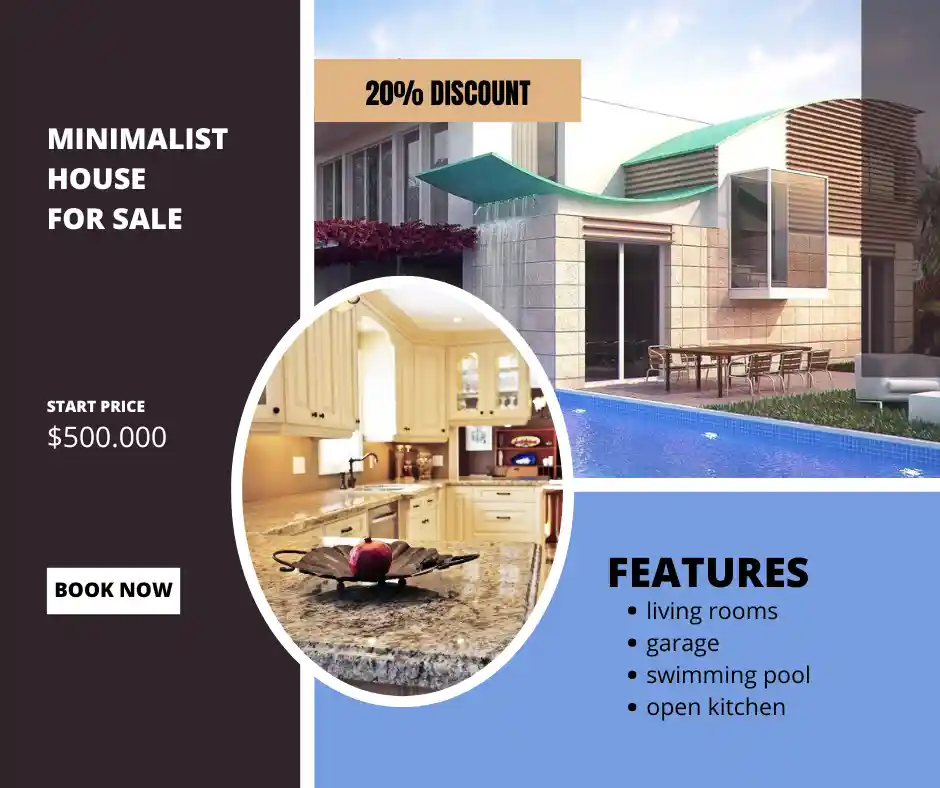 20% DISCOUNT
MINIMALIST
HOUSE
FOR SALE
START PRICE
$500.000
BOOK NOW
FEATURES
• living rooms
• garage
• swimming pool
• open kitchen